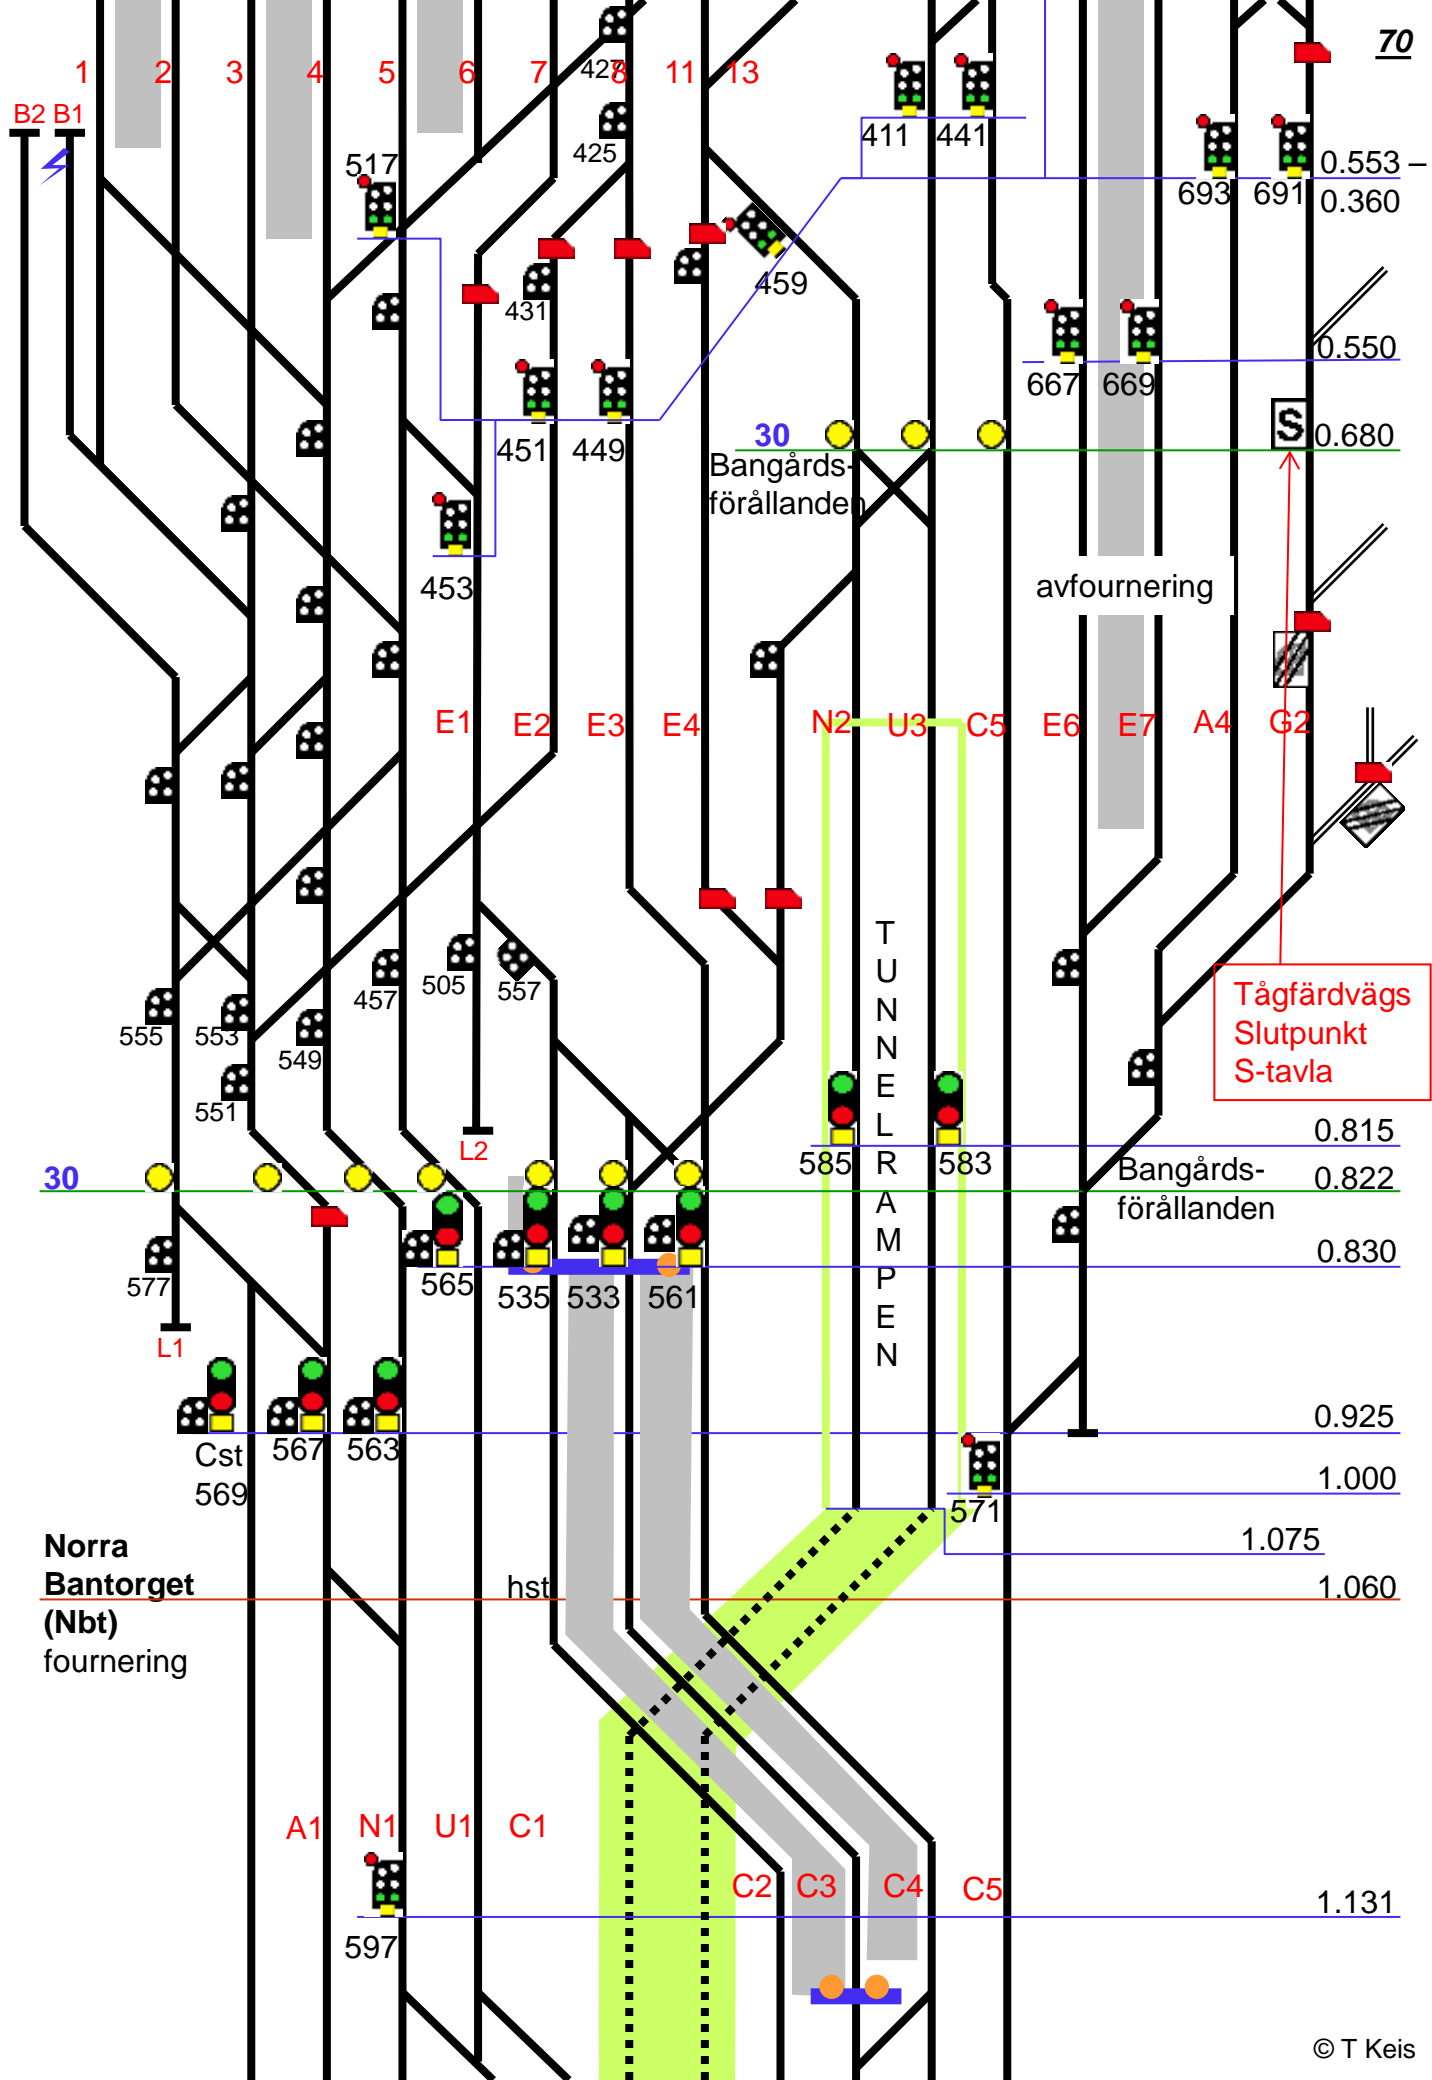 70
1 2 3 4 5 6 7 8 11 13
427
B2 B1
411 441
425
517
0.553 –
693 691
0.360
459
431
0.550
667 669
30
0.680
S
451 449
Bangårds-
förållanden
453
avfournering
E1 E2 E3 E4 N2 U3 C5 E6 E7 A4 G2
TUNNELRAMPEN
457 505 557
Tågfärdvägs
Slutpunkt
S-tavla
555 553
549
551
0.815
L2
585 583
Bangårds-
förållanden
30
0.822
0.830
577
565 535 533 561
L1
0.925
Cst
569
567 563
1.000
571
1.075
Norra
Bantorget
(Nbt)
fournering
hst
1.060
A1 N1 U1 C1
C2 C3 C4 C5
1.131
597
© T Keis